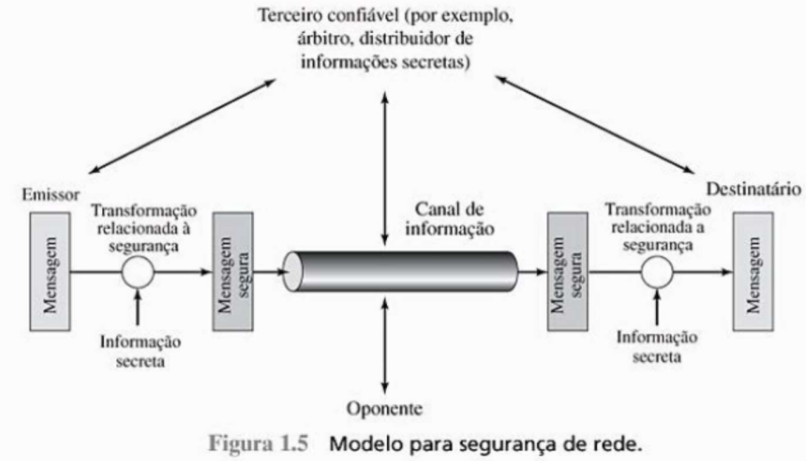 Terceiro confiável (por exemplo,
árbitro, distribuidor de
informações secretas)
Emissor
Transformação
relacionada à
segurança
Mensagem
Informação
secreta
Mensagem
segura
Canal de
informação
Oponente
Mensagem
segura
Transformação
relacionada a
segurança
Informação
secreta
Destinatário
Mensagem
Figura 1.5 Modelo para segurança de rede.